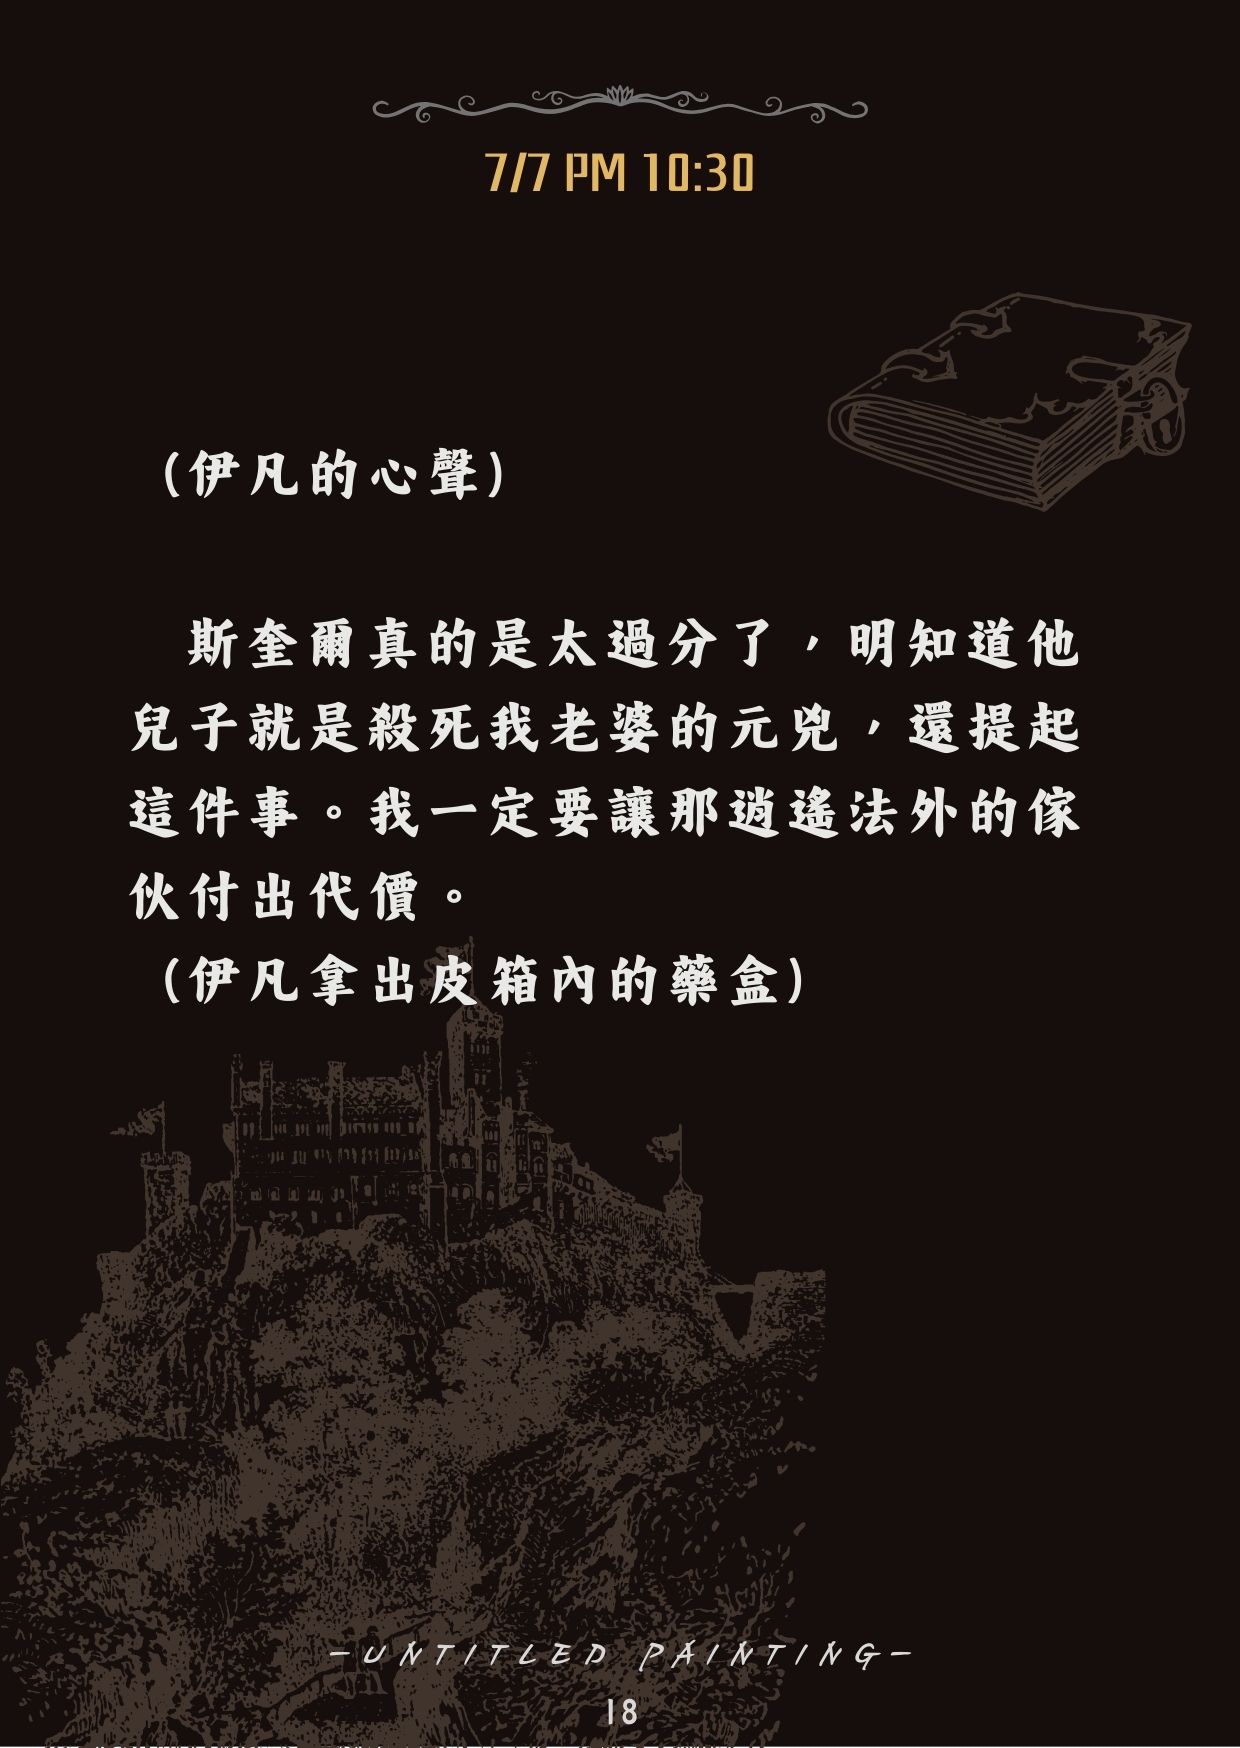 7/7 PM 10:30
（伊凡的心聲）
斯奎爾真的是太過分了，明知道他
兒子就是殺死我老婆的元兇，還提起
這件事。我一定要讓那逍遙法外的傢
伙付出代價。
（伊凡拿出皮箱內的藥盒）
-UNTITLED PAINTING-
18